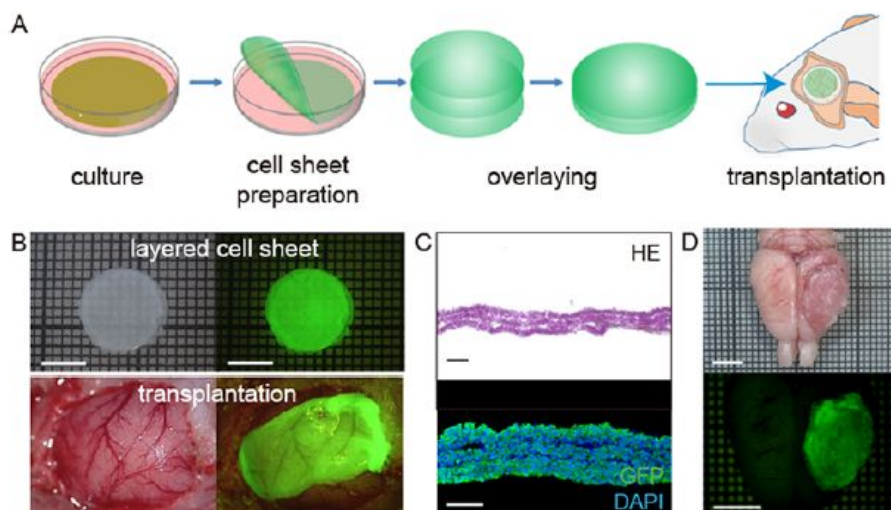 A
culture
cell sheet
preparation
overlaying
transplantation
B
layered cell sheet
transplantation
C
HE
GFP
DAPI
D